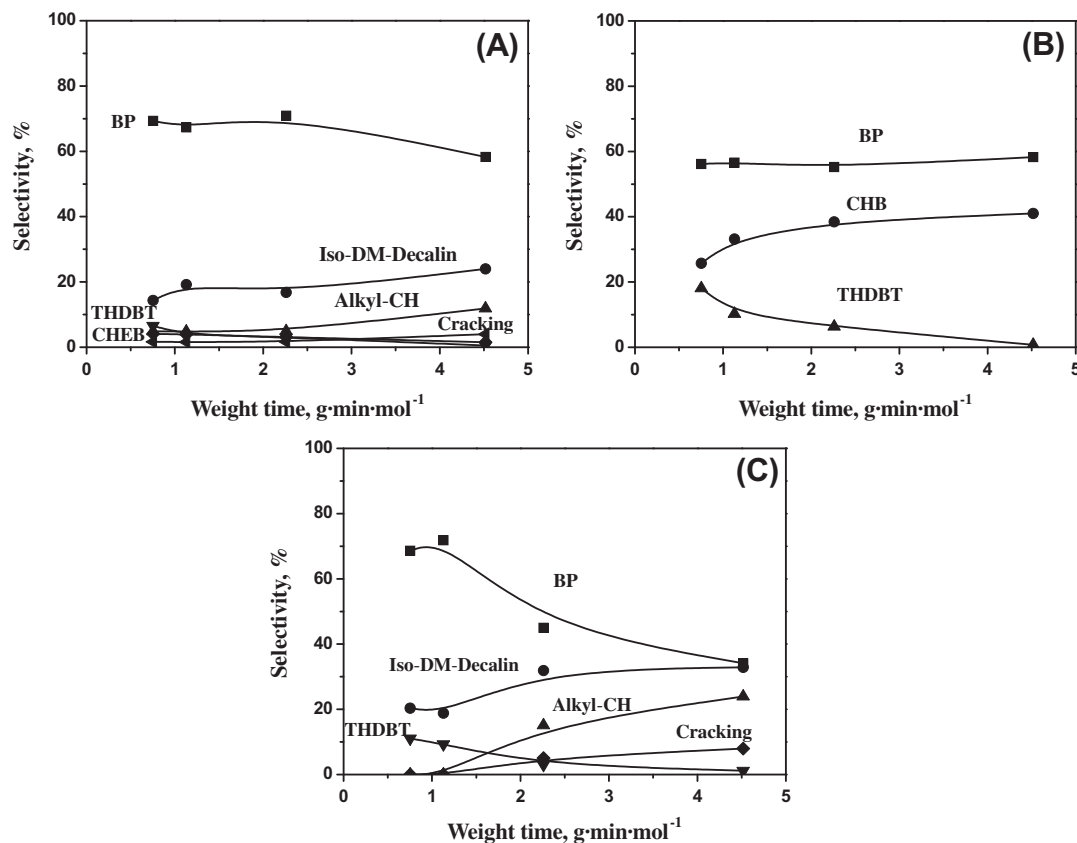 (A)
100
80
60
40
20
0
Selectivity, %
BP
Iso-DM-Decalin
Alkyl-CH
THDBT
CHEB
Cracking
0 1 2 3 4 5
Weight time, g·min·mol⁻¹
(B)
100
80
60
40
20
0
Selectivity, %
BP
CHB
THDBT
0 1 2 3 4 5
Weight time, g·min·mol⁻¹
(C)
100
80
60
40
20
0
Selectivity, %
BP
Iso-DM-Decalin
Alkyl-CH
THDBT
Cracking
0 1 2 3 4 5
Weight time, g·min·mol⁻¹